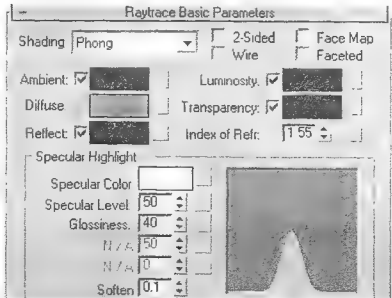 - Raytrace Basic Parameters
Shading Phong 2-Sided Face Map
Wire Faceted
Ambient: Luminosity.
Diffuse Transparency:
Reflect: Index of Refr: 1 55
Specular Highlight
Specular Color
Specular Level: 50
Glossiness. 40
N/A 50
N/A 0
Soften 0.1